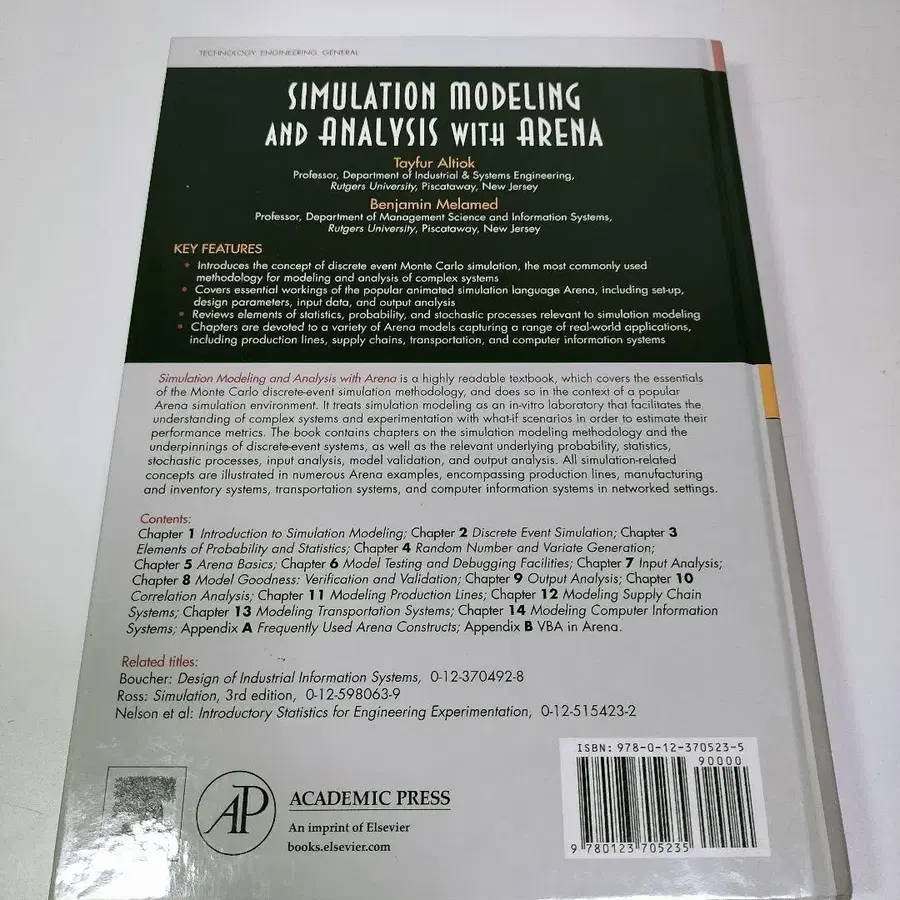 TECHNOLOGY ENGINEERING: GENERAL
SIMULATION MODELING
AND ANALYSIS WITH ARENA
Tayfur Altiok
Professor, Department of Industrial & Systems Engineering,
Rutgers University, Piscataway, New Jersey
Benjamin Melamed
Professor, Department of Management Science and Information Systems,
Rutgers University, Piscataway, New Jersey
KEY FEATURES
• Introduces the concept of discrete event Monte Carlo simulation, the most commonly used
methodology for modeling and analysis of complex systems
• Covers essential workings of the popular animated simulation language Arena, including set-up,
design parameters, input data, and output analysis
• Reviews elements of statistics, probability, and stochastic processes relevant to simulation modeling
• Chapters are devoted to a variety of Arena models capturing a range of real-world applications,
including production lines, supply chains, transportation, and computer information systems
Simulation Modeling and Analysis with Arena is a highly readable textbook, which covers the essentials
of the Monte Carlo discrete-event simulation methodology, and does so in the context of a popular
Arena simulation environment. It treats simulation modeling as an in-vitro laboratory that facilitates the
understanding of complex systems and experimentation with what-if scenarios in order to estimate their
performance metrics. The book contains chapters on the simulation modeling methodology and the
underpinnings of discrete-event systems, as well as the relevant underlying probability, statistics,
stochastic processes, input analysis, model validation, and output analysis. All simulation-related
concepts are illustrated in numerous Arena examples, encompassing production lines, manufacturing
and inventory systems, transportation systems, and computer information systems in networked settings.
Contents:
Chapter 1 Introduction to Simulation Modeling; Chapter 2 Discrete Event Simulation; Chapter 3
Elements of Probability and Statistics; Chapter 4 Random Number and Variate Generation;
Chapter 5 Arena Basics; Chapter 6 Model Testing and Debugging Facilities; Chapter 7 Input Analysis;
Chapter 8 Model Goodness: Verification and Validation; Chapter 9 Output Analysis; Chapter 10
Correlation Analysis; Chapter 11 Modeling Production Lines; Chapter 12 Modeling Supply Chain
Systems; Chapter 13 Modeling Transportation Systems; Chapter 14 Modeling Computer Information
Systems; Appendix A Frequently Used Arena Constructs; Appendix B VBA in Arena.
Related titles:
Boucher: Design of Industrial Information Systems, 0-12-370492-8
Ross: Simulation, 3rd edition, 0-12-598063-9
Nelson et al: Introductory Statistics for Engineering Experimentation, 0-12-515423-2
ISBN: 978-0-12-370523-5
90000
9 780123 705235
AP
ACADEMIC PRESS
An imprint of Elsevier
books.elsevier.com